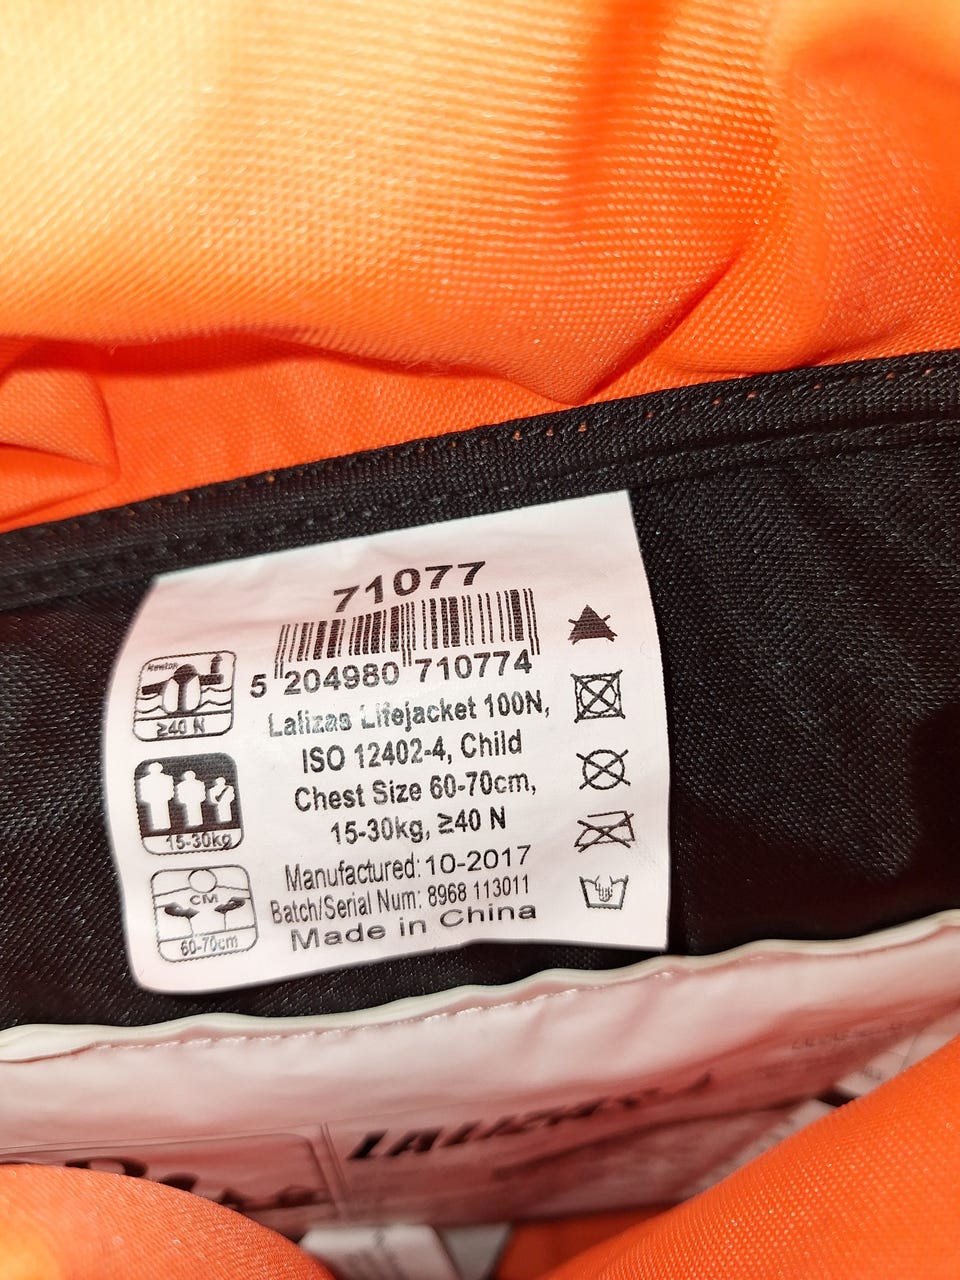 71077
5 204980 710774
Lalizas Lifejacket 100N,
ISO 12402-4, Child
Chest Size 60-70cm,
15-30kg, ≥40 N
Manufactured: 10-2017
Batch/Serial Num: 8968 113011
Made in China
Newton
≥40 N
15-30kg
CM
60-70cm
LALIZAS